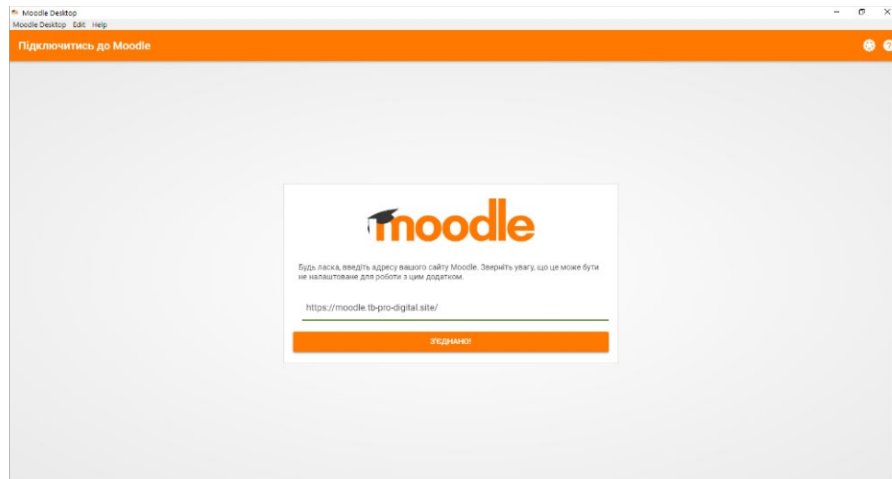 Moodle Desktop
Moodle Desktop Edit Help
Підключитись до Moodle
moodle
Будь ласка, введіть адресу вашого сайту Moodle. Зверніть увагу, що це може бути
не налаштоване для роботи з цим додатком.
https://moodle.tb-pro-digital.site/
З'ЄДНАНО!